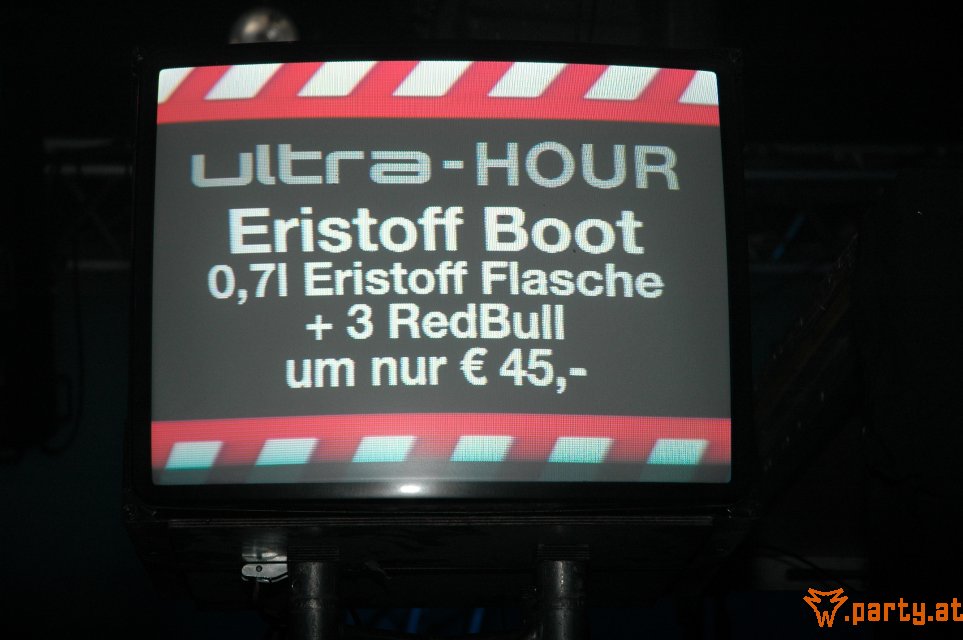 ultra-HOUR
Eristoff Boot
0,7l Eristoff Flasche
+ 3 RedBull
um nur € 45,-
.party.at